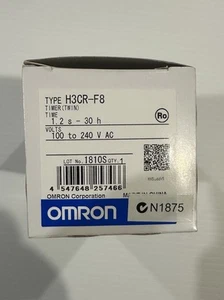 TYPE H3CR-F8
TIMER(TWIN)
TIME
1.2 s - 30 h
VOLTS
100 to 240 V AC
Ro
LOT No. 1810S QTY. 1
4 547648 257466
OMRON Corporation
OMRON
N1875